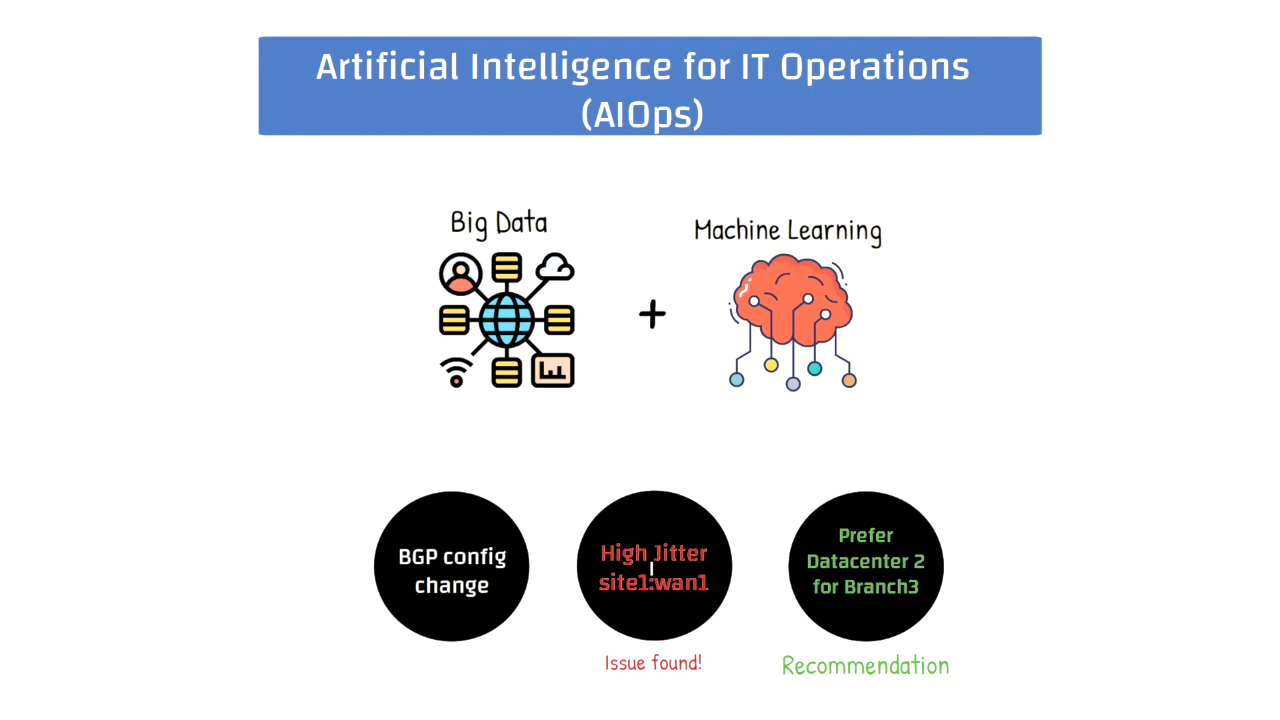 Artificial Intelligence for IT Operations
(AIOps)
Big Data
Machine Learning
+
BGP config
change
High Jitter
site1:wan1
Prefer
Datacenter 2
for Branch3
Issue found!
Recommendation